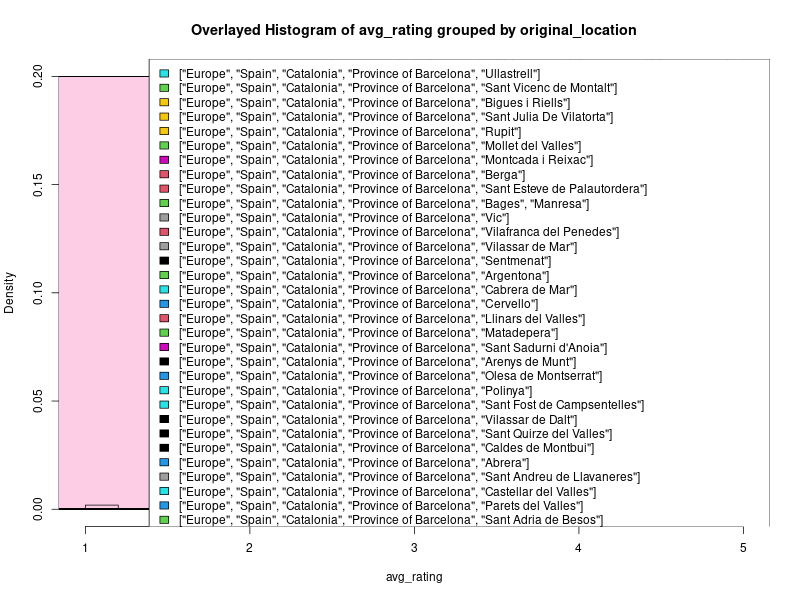 Overlayed Histogram of avg_rating grouped by original_location
["Europe", "Spain", "Catalonia", "Province of Barcelona", "Ullastrell"]
["Europe", "Spain", "Catalonia", "Province of Barcelona", "Sant Vicenc de Montalt"]
["Europe", "Spain", "Catalonia", "Province of Barcelona", "Bigues i Riells"]
["Europe", "Spain", "Catalonia", "Province of Barcelona", "Sant Julia De Vilatorta"]
["Europe", "Spain", "Catalonia", "Province of Barcelona", "Rupit"]
["Europe", "Spain", "Catalonia", "Province of Barcelona", "Mollet del Valles"]
["Europe", "Spain", "Catalonia", "Province of Barcelona", "Montcada i Reixac"]
["Europe", "Spain", "Catalonia", "Province of Barcelona", "Berga"]
["Europe", "Spain", "Catalonia", "Province of Barcelona", "Sant Esteve de Palautordera"]
["Europe", "Spain", "Catalonia", "Province of Barcelona", "Bages", "Manresa"]
["Europe", "Spain", "Catalonia", "Province of Barcelona", "Vic"]
["Europe", "Spain", "Catalonia", "Province of Barcelona", "Vilafranca del Penedes"]
["Europe", "Spain", "Catalonia", "Province of Barcelona", "Vilassar de Mar"]
["Europe", "Spain", "Catalonia", "Province of Barcelona", "Sentmenat"]
["Europe", "Spain", "Catalonia", "Province of Barcelona", "Argentona"]
["Europe", "Spain", "Catalonia", "Province of Barcelona", "Cabrera de Mar"]
["Europe", "Spain", "Catalonia", "Province of Barcelona", "Cervello"]
["Europe", "Spain", "Catalonia", "Province of Barcelona", "Llinars del Valles"]
["Europe", "Spain", "Catalonia", "Province of Barcelona", "Matadepera"]
["Europe", "Spain", "Catalonia", "Province of Barcelona", "Sant Sadurni d'Anoia"]
["Europe", "Spain", "Catalonia", "Province of Barcelona", "Arenys de Munt"]
["Europe", "Spain", "Catalonia", "Province of Barcelona", "Olesa de Montserrat"]
["Europe", "Spain", "Catalonia", "Province of Barcelona", "Polinya"]
["Europe", "Spain", "Catalonia", "Province of Barcelona", "Sant Fost de Campsentelles"]
["Europe", "Spain", "Catalonia", "Province of Barcelona", "Vilassar de Dalt"]
["Europe", "Spain", "Catalonia", "Province of Barcelona", "Sant Quirze del Valles"]
["Europe", "Spain", "Catalonia", "Province of Barcelona", "Caldes de Montbui"]
["Europe", "Spain", "Catalonia", "Province of Barcelona", "Abrera"]
["Europe", "Spain", "Catalonia", "Province of Barcelona", "Sant Andreu de Llavaneres"]
["Europe", "Spain", "Catalonia", "Province of Barcelona", "Castellar del Valles"]
["Europe", "Spain", "Catalonia", "Province of Barcelona", "Parets del Valles"]
["Europe", "Spain", "Catalonia", "Province of Barcelona", "Sant Adria de Besos"]
Density
0.20
0.15
0.10
0.05
0.00
1 2 3 4 5
avg_rating